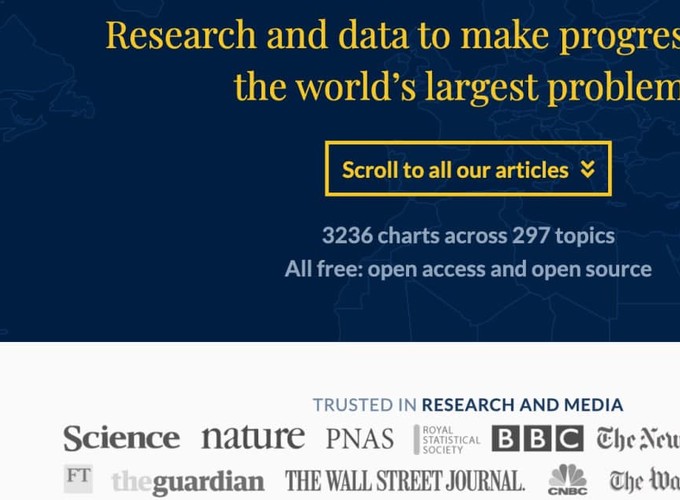 Research and data to make progres
the world's largest problem
Scroll to all our articles
3236 charts across 297 topics
All free: open access and open source
TRUSTED IN RESEARCH AND MEDIA
Science nature PNAS ROYAL STATISTICAL SOCIETY BBC The New
FT theguardian THE WALL STREET JOURNAL. CNBC The Wa